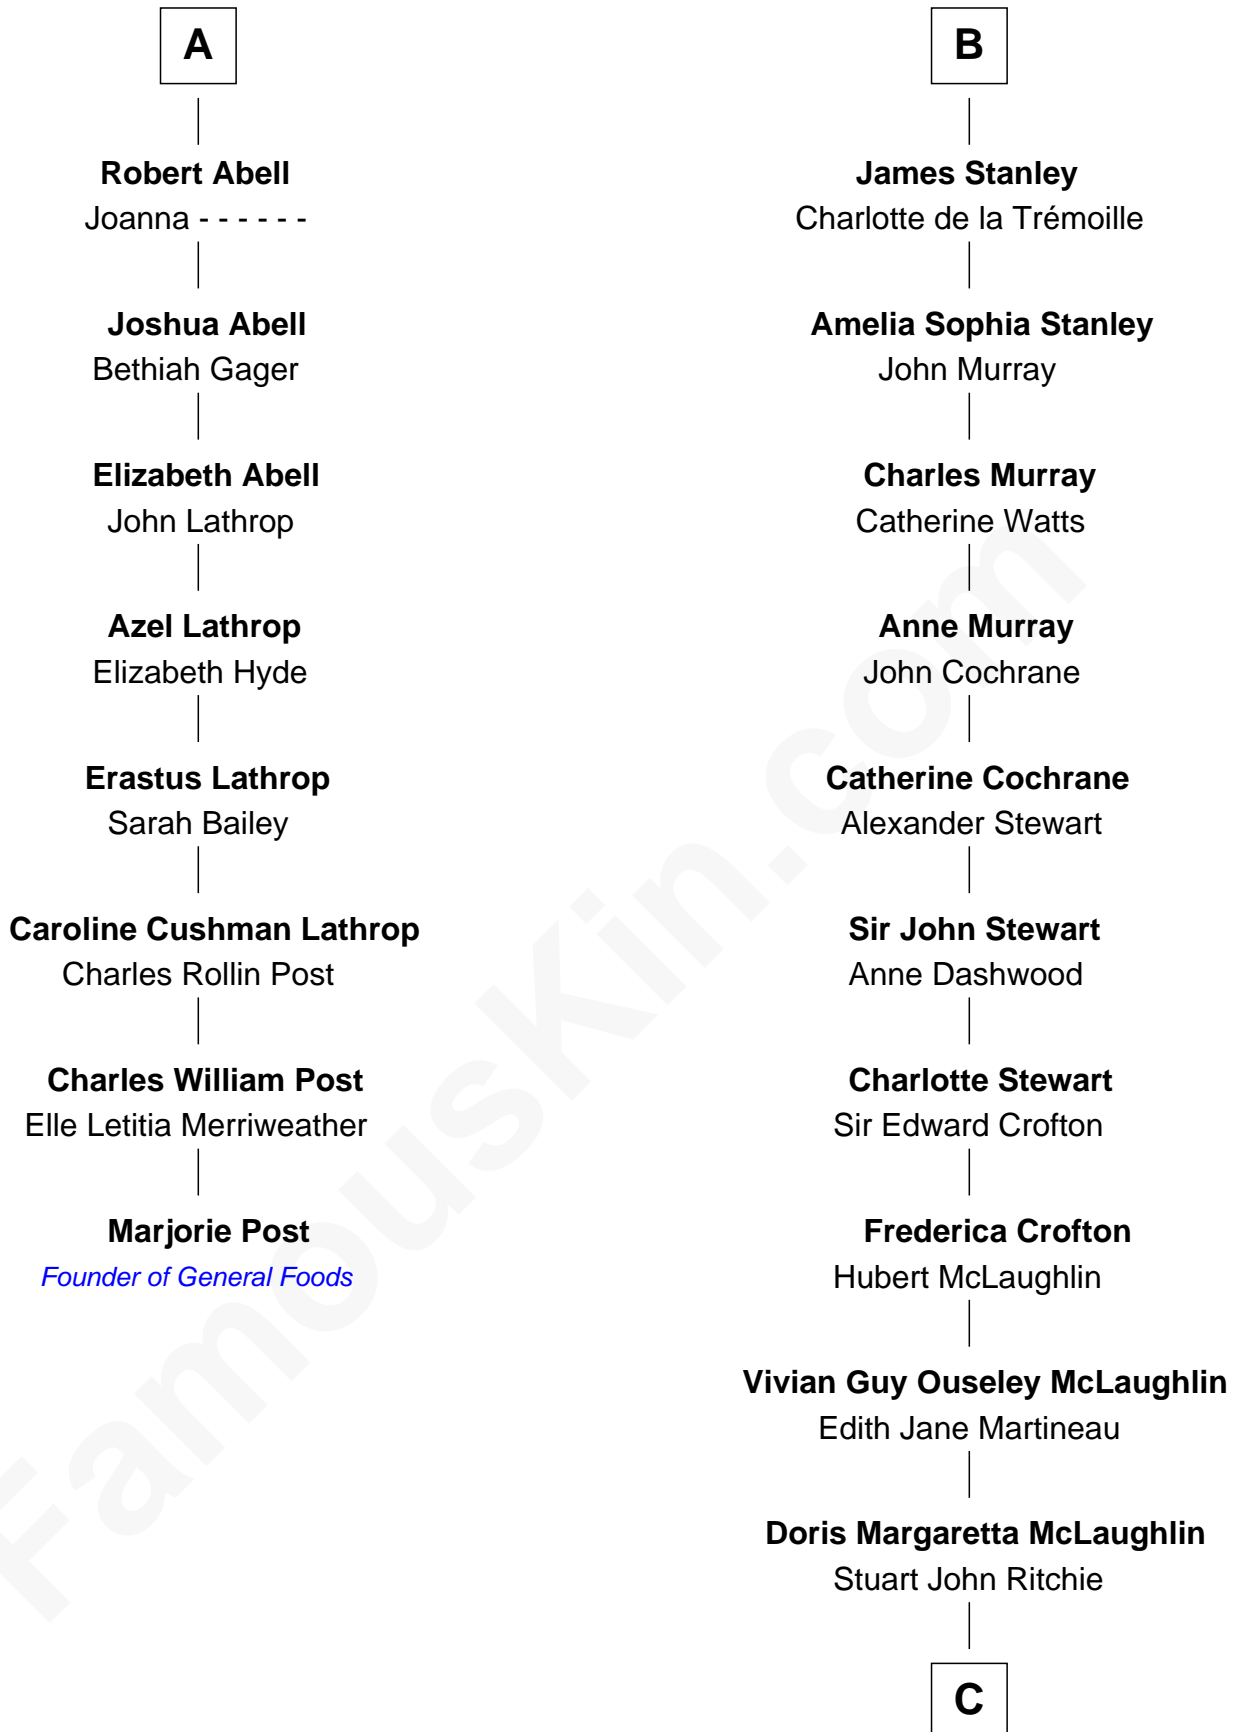 A
Robert Abell
Joanna - - - - - -
Joshua Abell
Bethiah Gager
Elizabeth Abell
John Lathrop
Azel Lathrop
Elizabeth Hyde
Erastus Lathrop
Sarah Bailey
Caroline Cushman Lathrop
Charles Rollin Post
Charles William Post
Elle Letitia Merriweather
Marjorie Post
Founder of General Foods
B
James Stanley
Charlotte de la Trémoille
Amelia Sophia Stanley
John Murray
Charles Murray
Catherine Watts
Anne Murray
John Cochrane
Catherine Cochrane
Alexander Stewart
Sir John Stewart
Anne Dashwood
Charlotte Stewart
Sir Edward Crofton
Frederica Crofton
Hubert McLaughlin
Vivian Guy Ouseley McLaughlin
Edith Jane Martineau
Doris Margaretta McLaughlin
Stuart John Ritchie
C
FamousKin.com